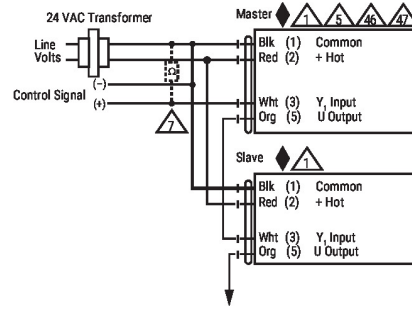 24 VAC Transformer
Master 1 5 46 47
Line
Volts
Blk (1) Common
Red (2) + Hot
Ω
(–)
Control Signal (+)
Wht (3) Y, Input
Org (5) U Output
7
Slave 1
Blk (1) Common
Red (2) + Hot
Wht (3) Y, Input
Org (5) U Output